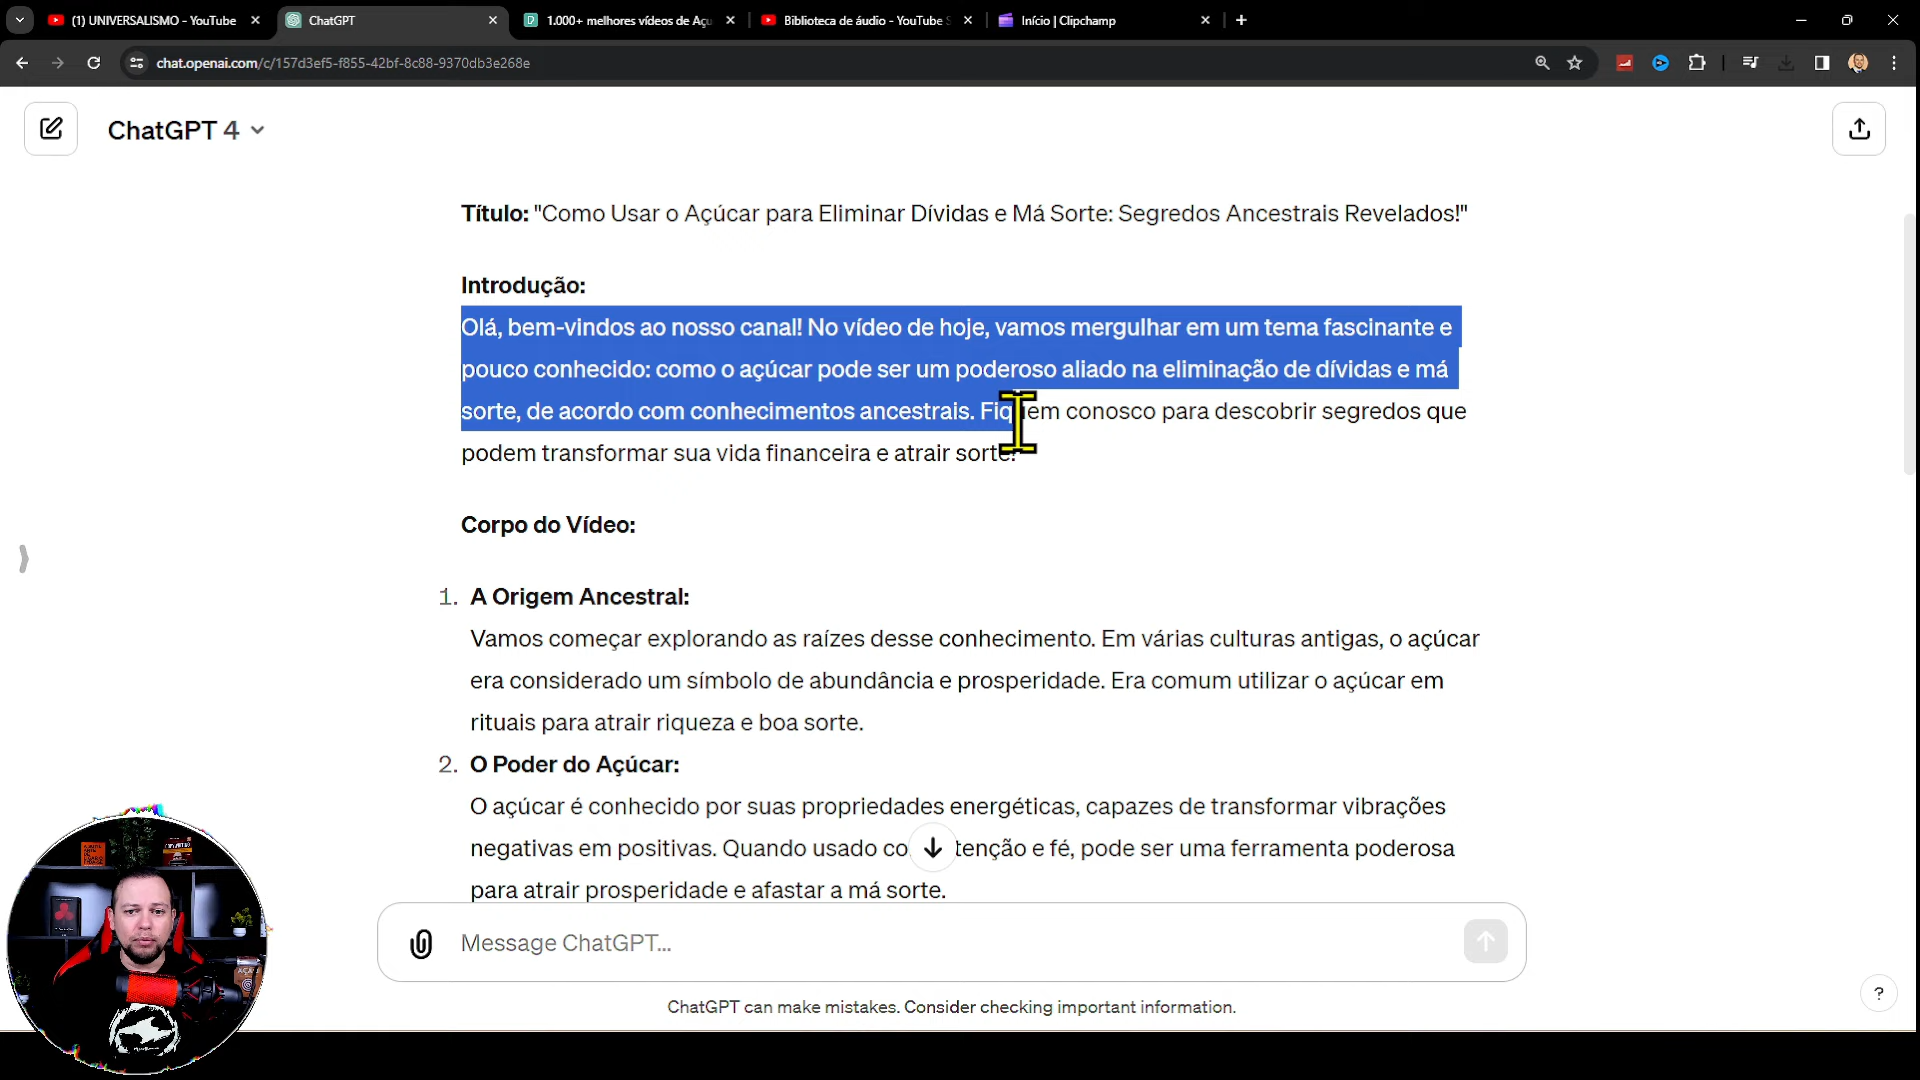 (1) UNIVERSALISMO - YouTube
ChatGPT
1.000+ melhores vídeos de Açu
Biblioteca de áudio - YouTube S
Início | Clipchamp
chat.openai.com/c/157d3ef5-f855-42bf-8c88-9370db3e268e
ChatGPT 4
Título: "Como Usar o Açúcar para Eliminar Dívidas e Má Sorte: Segredos Ancestrais Revelados!"
Introdução:
Olá, bem-vindos ao nosso canal! No vídeo de hoje, vamos mergulhar em um tema fascinante e
pouco conhecido: como o açúcar pode ser um poderoso aliado na eliminação de dívidas e má
sorte, de acordo com conhecimentos ancestrais. Fiquem conosco para descobrir segredos que
podem transformar sua vida financeira e atrair sorte!
Corpo do Vídeo:
1. A Origem Ancestral:
Vamos começar explorando as raízes desse conhecimento. Em várias culturas antigas, o açúcar
era considerado um símbolo de abundância e prosperidade. Era comum utilizar o açúcar em
rituais para atrair riqueza e boa sorte.
2. O Poder do Açúcar:
O açúcar é conhecido por suas propriedades energéticas, capazes de transformar vibrações
negativas em positivas. Quando usado co tenção e fé, pode ser uma ferramenta poderosa
para atrair prosperidade e afastar a má sorte.
Message ChatGPT...
ChatGPT can make mistakes. Consider checking important information.
?